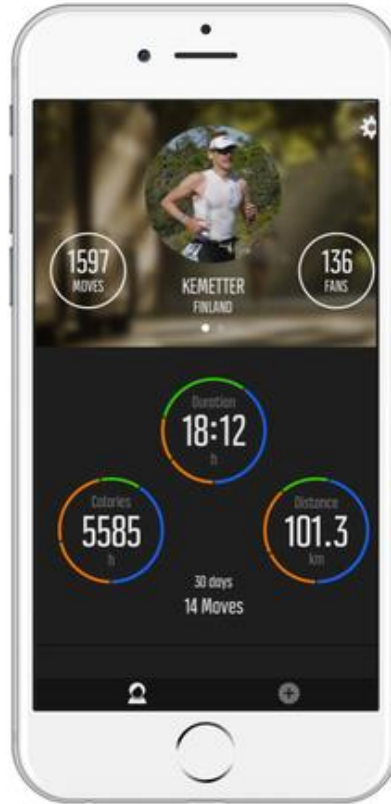 1597
MOVES
136
FANS
KEMETTER
FINLAND
Duration
18:12
h
Calories
5585
h
Distance
101.3
km
30 days
14 Moves